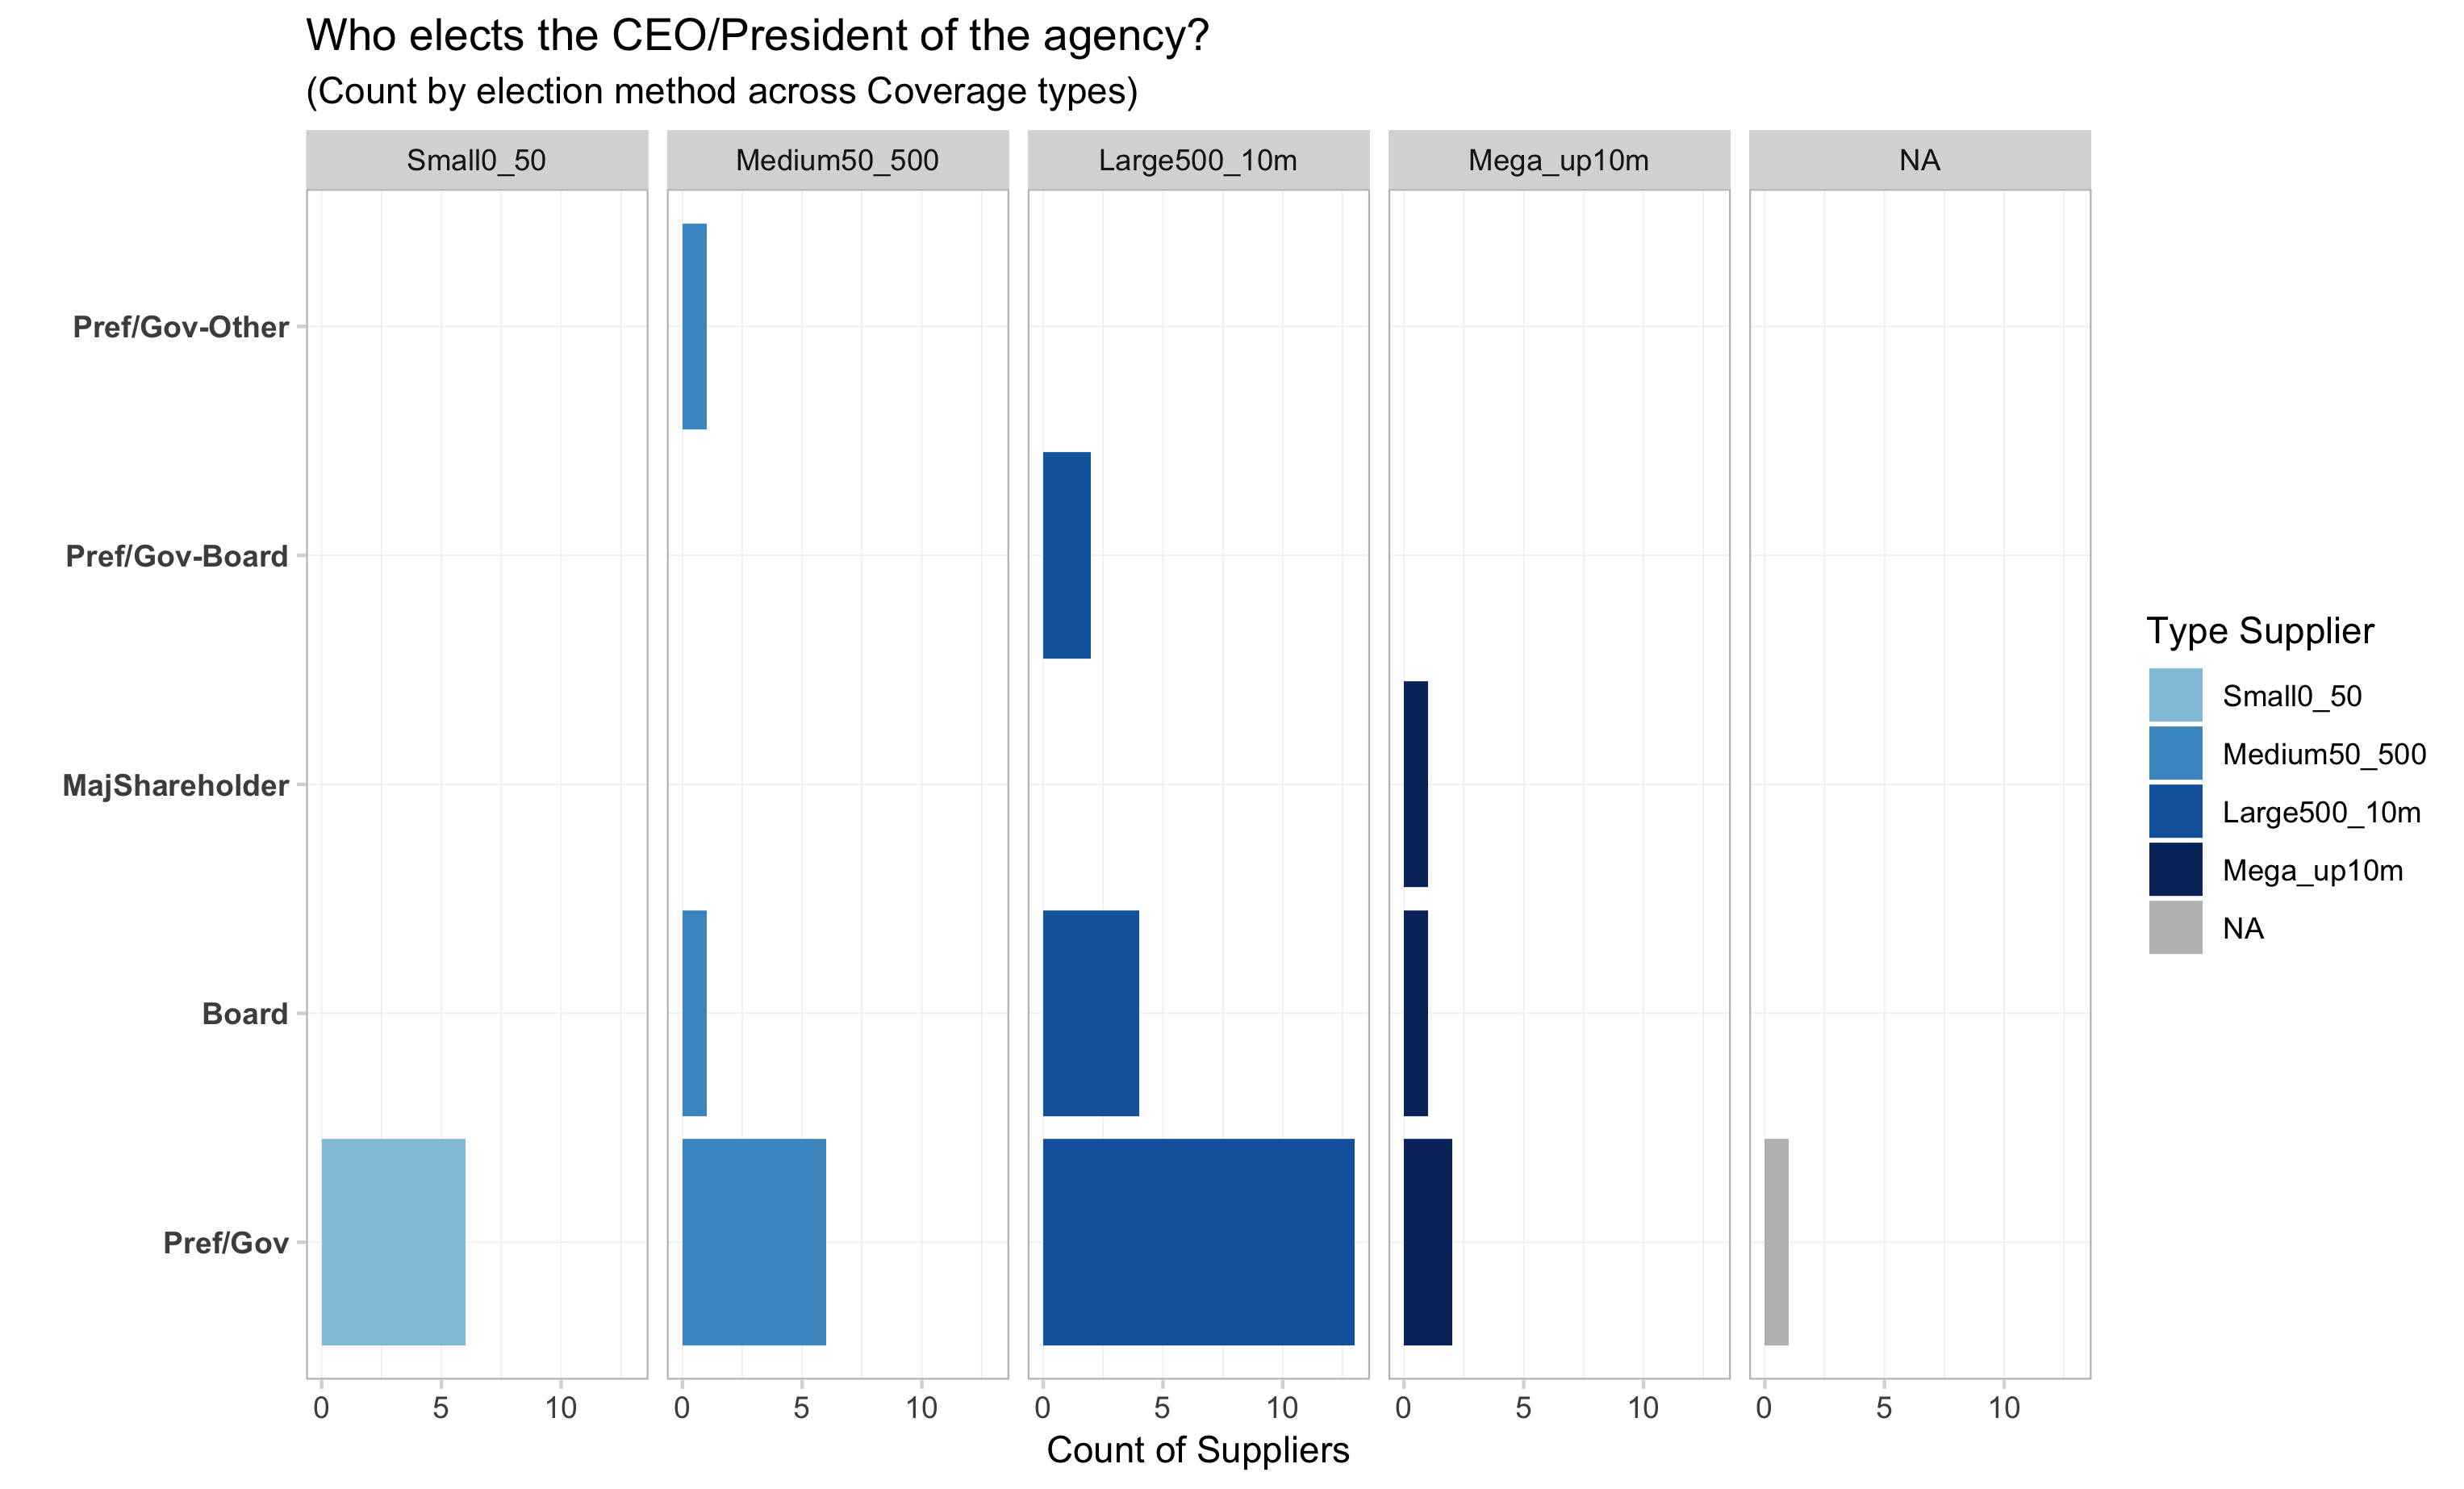 Who elects the CEO/President of the agency?
(Count by election method across Coverage types)
Small0_50
Medium50_500
Large500_10m
Mega_up10m
NA
Pref/Gov-Other
Pref/Gov-Board
MajShareholder
Board
Pref/Gov
0 5 10
0 5 10
0 5 10
0 5 10
0 5 10
Count of Suppliers
Type Supplier
Small0_50
Medium50_500
Large500_10m
Mega_up10m
NA